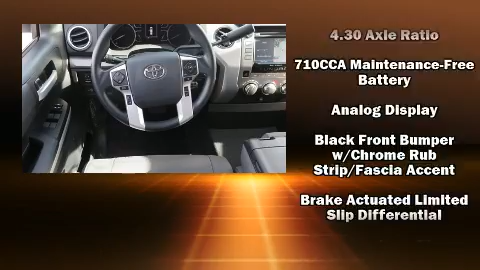 4.30 Axle Ratio
710CCA Maintenance-Free
Battery
Analog Display
Black Front Bumper
w/Chrome Rub
Strip/Fascia Accent
Brake Actuated Limited
Slip Differential